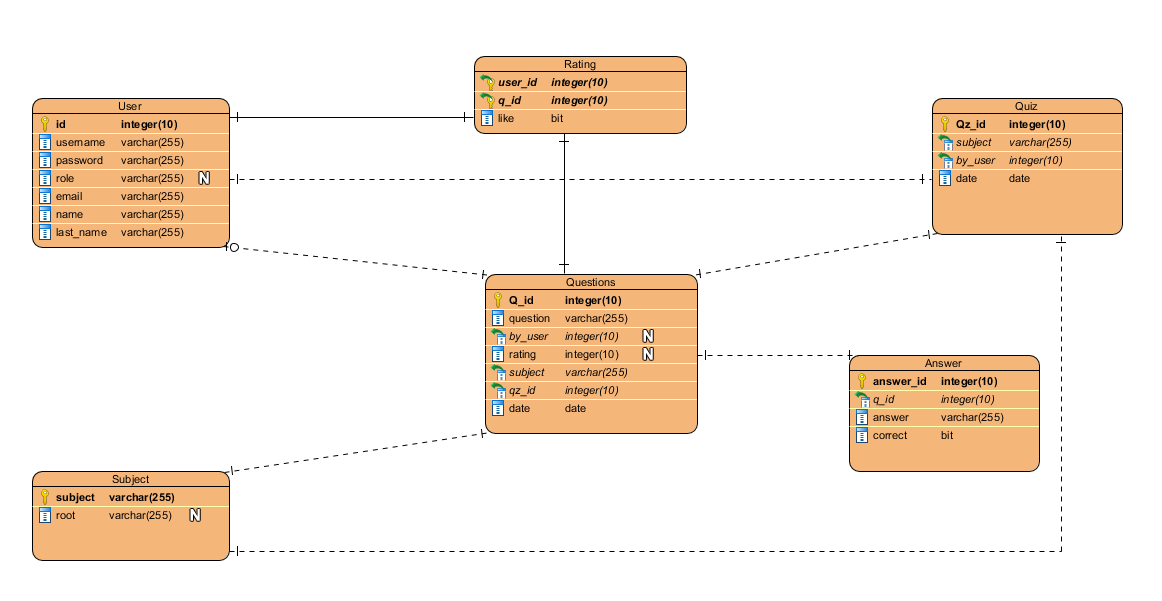 Rating
user_id integer(10)
q_id integer(10)
like bit
User
id integer(10)
username varchar(255)
password varchar(255)
role varchar(255) N
email varchar(255)
name varchar(255)
last_name varchar(255)
Quiz
Qz_id integer(10)
subject varchar(255)
by_user integer(10)
date date
Questions
Q_id integer(10)
question varchar(255)
by_user integer(10) N
rating integer(10) N
subject varchar(255)
qz_id integer(10)
date date
Answer
answer_id integer(10)
q_id integer(10)
answer varchar(255)
correct bit
Subject
subject varchar(255)
root varchar(255) N